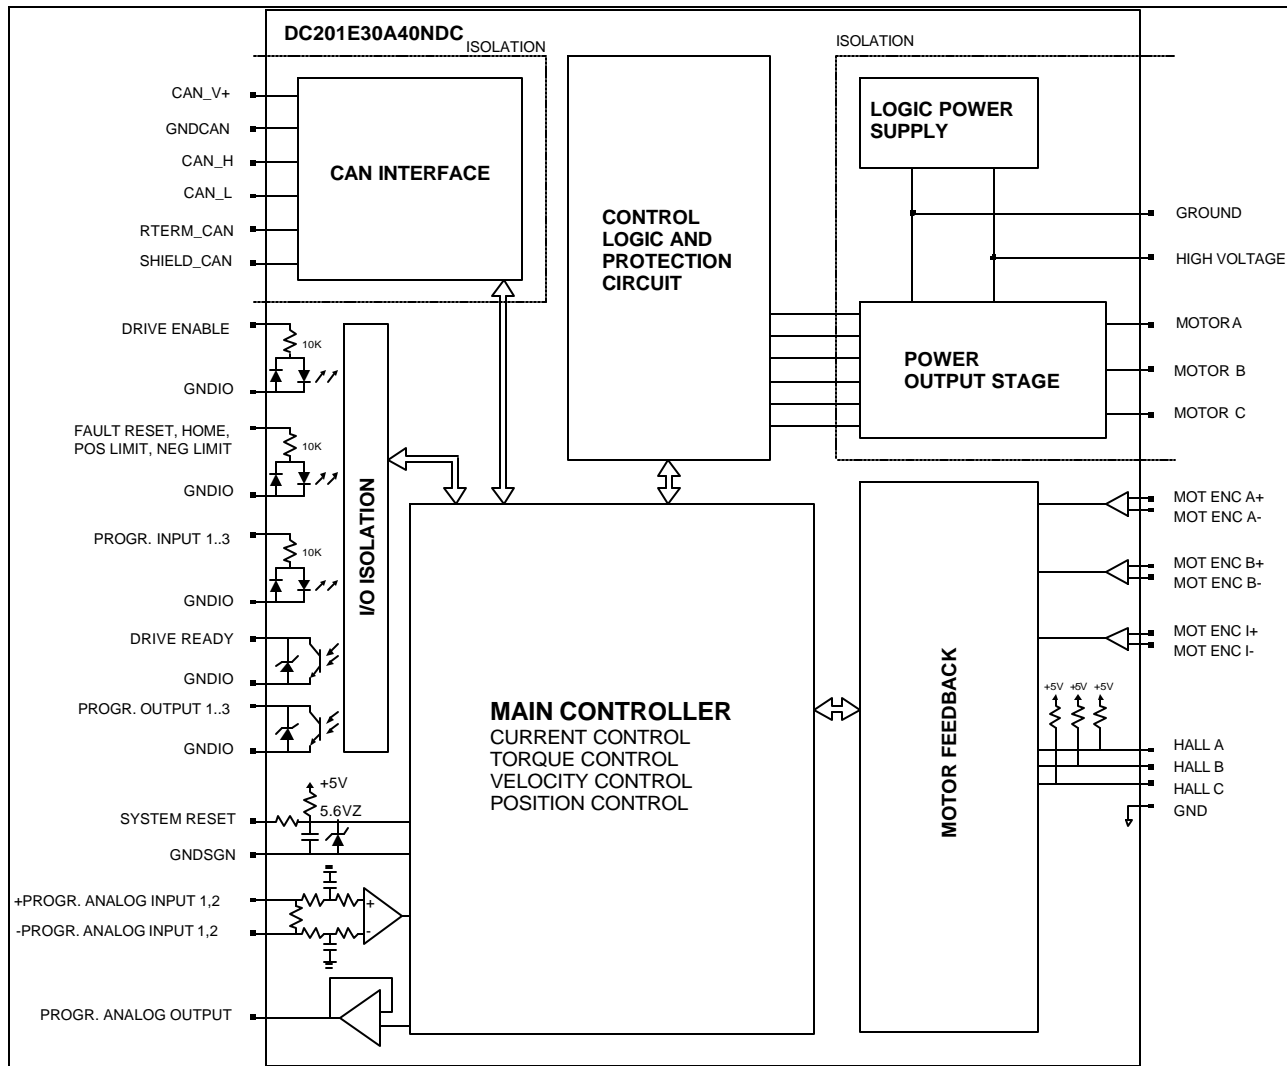 DC201E30A40NDC
ISOLATION
ISOLATION
CAN_V+
GNDCAN
CAN_H
CAN_L
RTERM_CAN
SHIELD_CAN
CAN INTERFACE
CONTROL
LOGIC AND
PROTECTION
CIRCUIT
LOGIC POWER
SUPPLY
GROUND
HIGH VOLTAGE
POWER
OUTPUT STAGE
MOTOR A
MOTOR B
MOTOR C
DRIVE ENABLE
10K
GNDIO
FAULT RESET, HOME,
POS LIMIT, NEG LIMIT
10K
GNDIO
PROGR. INPUT 1..3
10K
GNDIO
DRIVE READY
GNDIO
PROGR. OUTPUT 1..3
GNDIO
I/O ISOLATION
+5V
5.6VZ
SYSTEM RESET
GNDSGN
+PROGR. ANALOG INPUT 1,2
-PROGR. ANALOG INPUT 1,2
+
-
PROGR. ANALOG OUTPUT
MAIN CONTROLLER
CURRENT CONTROL
TORQUE CONTROL
VELOCITY CONTROL
POSITION CONTROL
MOTOR FEEDBACK
MOT ENC A+
MOT ENC A-
MOT ENC B+
MOT ENC B-
MOT ENC I+
MOT ENC I-
+5V +5V +5V
HALL A
HALL B
HALL C
GND